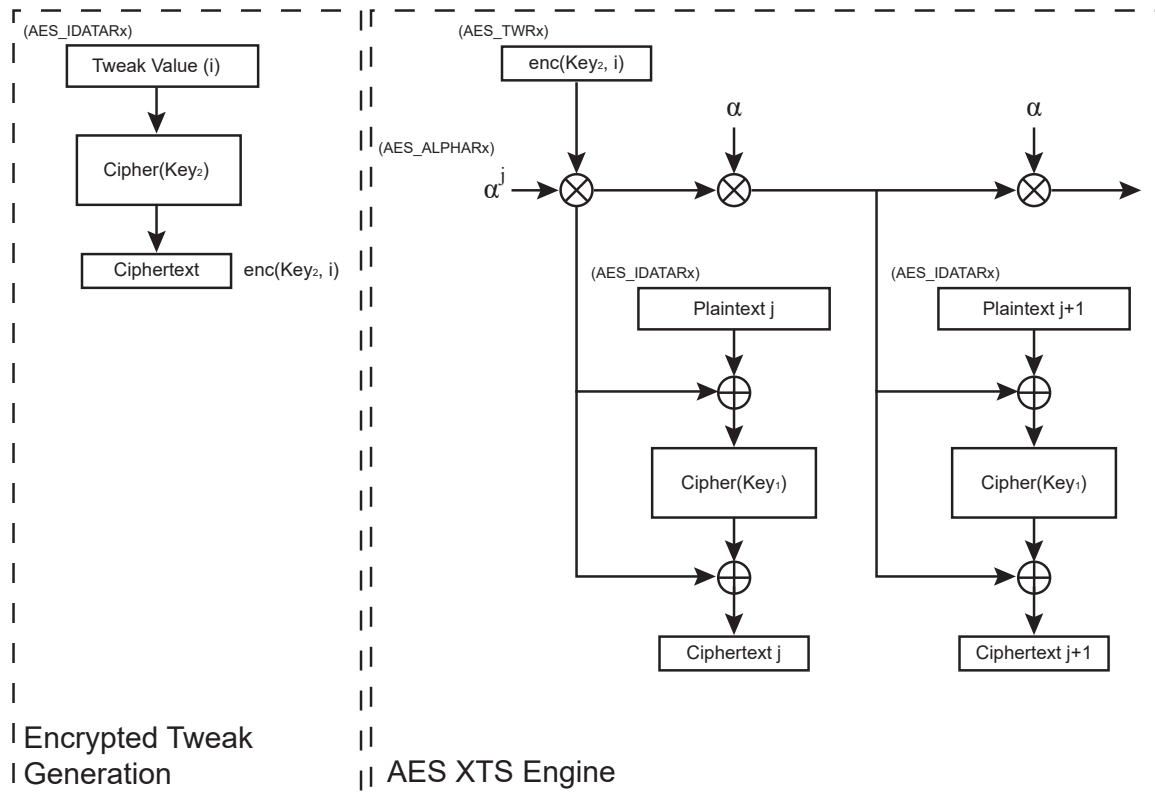 (AES_IDATARx)
Tweak Value (i)
Cipher(Key₂)
Ciphertext
enc(Key₂, i)
Encrypted Tweak
Generation
(AES_TWRx)
enc(Key₂, i)
(AES_ALPHARx)
αʲ
α
α
(AES_IDATARx)
(AES_IDATARx)
Plaintext j
Plaintext j+1
Cipher(Key₁)
Cipher(Key₁)
Ciphertext j
Ciphertext j+1
AES XTS Engine